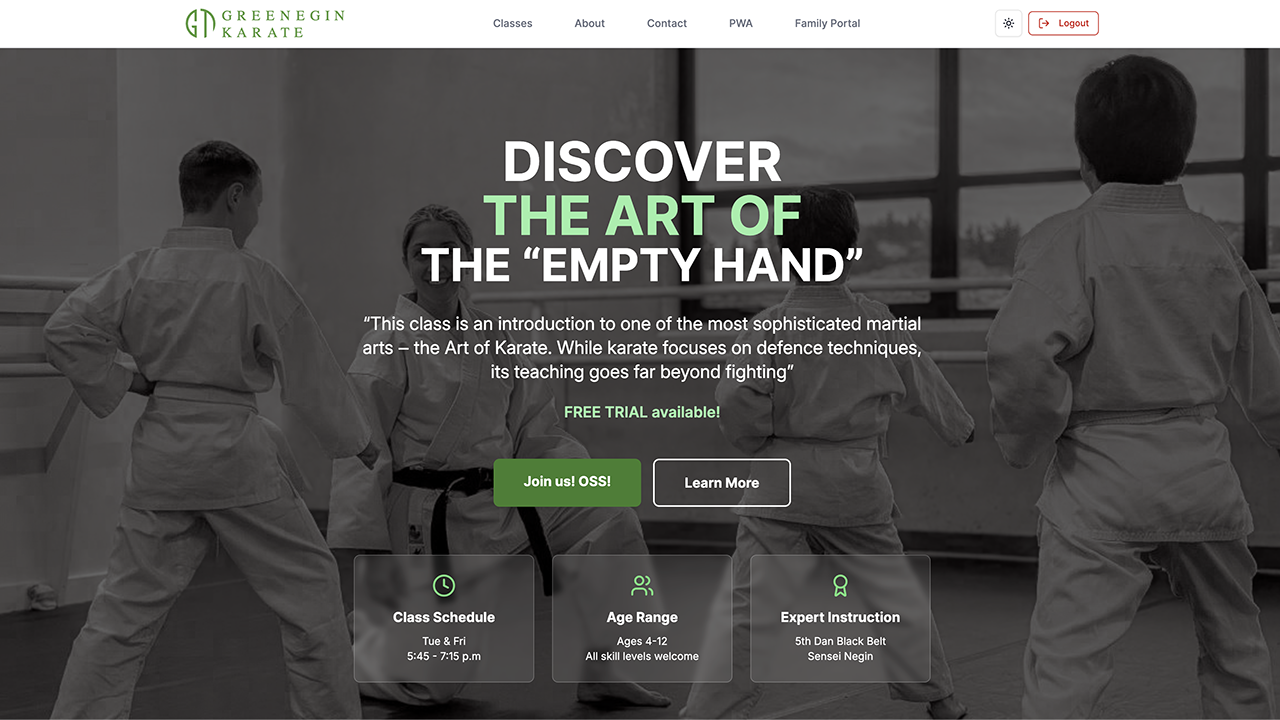 GREENEGIN
KARATE
Classes
About
Contact
PWA
Family Portal
Logout
DISCOVER
THE ART OF
THE “EMPTY HAND”
“This class is an introduction to one of the most sophisticated martial
arts – the Art of Karate. While karate focuses on defence techniques,
its teaching goes far beyond fighting”
FREE TRIAL available!
Join us! OSS!
Learn More
Class Schedule
Tue & Fri
5:45 - 7:15 p.m
Age Range
Ages 4-12
All skill levels welcome
Expert Instruction
5th Dan Black Belt
Sensei Negin